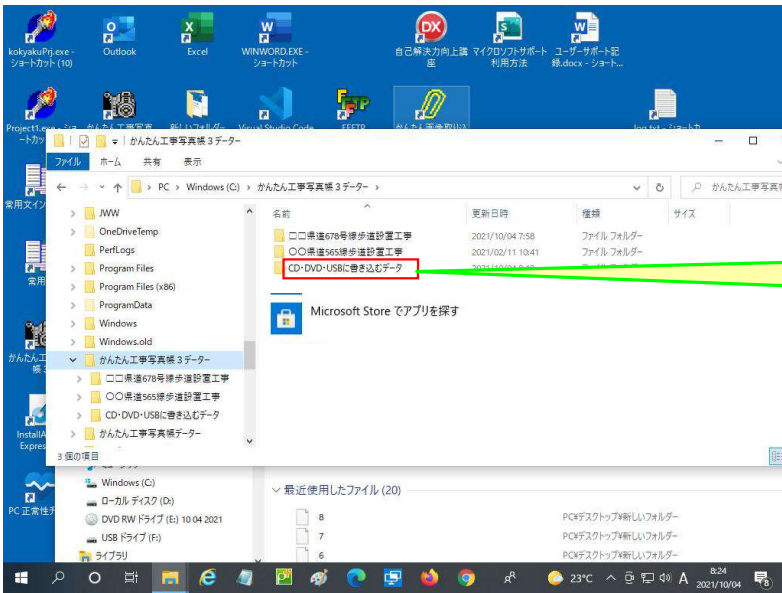 kokyakuPrj.exe - ショートカット (10)
Outlook
Excel
WINWORD.EXE - ショートカット
自己解決力向上講座
マイクロソフトサポート利用方法
ユーザーサポート記録.docx - ショート...
Project1.exe - ショートカッ
かんたん工事写真
新しいフォルダー
Visual Studio Code
FFFTP
かんたん画像取り込
log.txt - ショートカ
かんたん工事写真帳3データ-
ファイル ホーム 共有 表示
PC › Windows (C:) › かんたん工事写真帳3データ- ›
かんたん工事写真
常用文イン
常用
かんたん工
帳
InstallA
Expres
PC 正常性チ
JWW
OneDriveTemp
PerfLogs
Program Files
Program Files (x86)
ProgramData
Windows
Windows.old
かんたん工事写真帳3データ-
□□県道678号線歩道設置工事
〇〇県道565線歩道設置工事
CD・DVD・USBに書き込むデータ
かんたん工事写真帳データー
3 個の項目
名前 更新日時 種類 サイズ
□□県道678号線歩道設置工事 2021/10/04 7:58 ファイル フォルダー
〇〇県道565線歩道設置工事 2021/02/11 10:41 ファイル フォルダー
CD・DVD・USBに書き込むデータ
Microsoft Store でアプリを探す
Windows (C:)
ローカル ディスク (D:)
DVD RW ドライブ (E:) 10 04 2021
USB ドライブ (F:)
ライブラリ
最近使用したファイル (20)
8 PC¥デスクトップ¥新しいフォルダー
7 PC¥デスクトップ¥新しいフォルダー
6 PC¥デスクトップ¥新しいフォルダー
23°C
A
8:24
2021/10/04